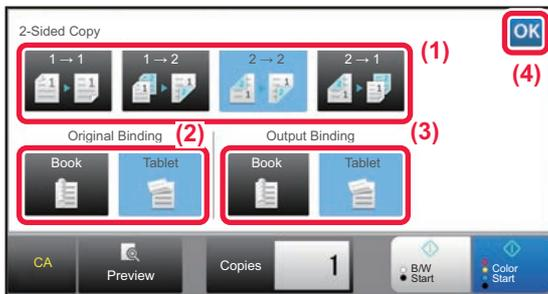 2-Sided Copy
OK
1 → 1
1 → 2
2 → 2
2 → 1
(1)
(4)
Original Binding
(2)
Output Binding
(3)
Book
Tablet
Book
Tablet
CA
Preview
Copies
1
B/W
Start
Color
Start